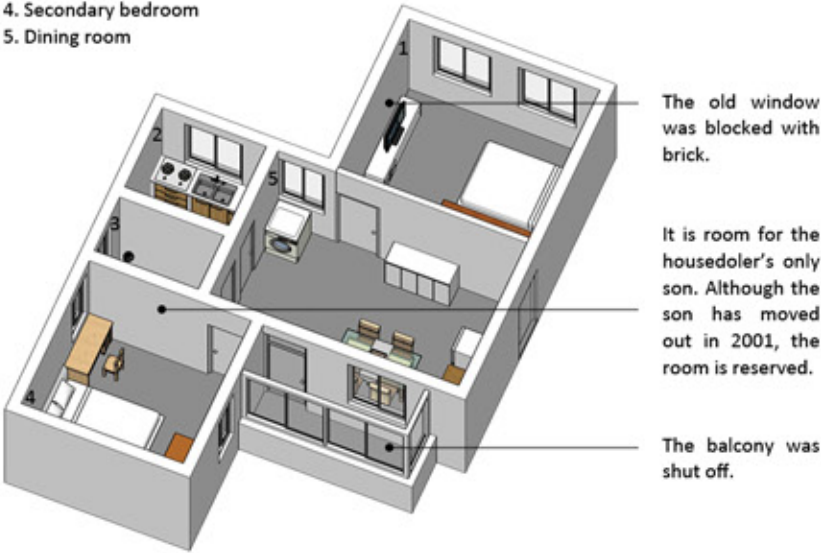 4. Secondary bedroom
5. Dining room
1
The old window
was blocked with
brick.
2
5
3
It is room for the
housedoler's only
son. Although the
son has moved
out in 2001, the
room is reserved.
4
The balcony was
shut off.